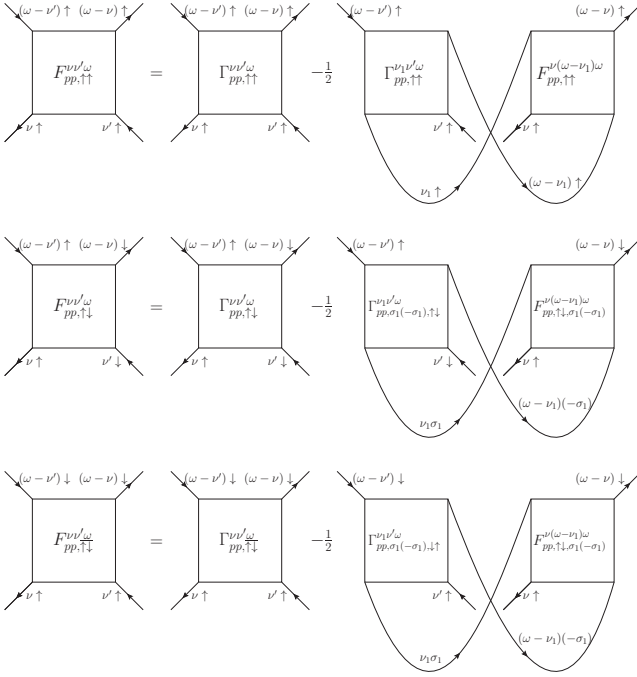 (ω − ν′) ↑ (ω − ν) ↑ (ω − ν′) ↑ (ω − ν) ↑ (ω − ν′) ↑ (ω − ν) ↑
F^{νν′ω}_{pp,↑↑} = Γ^{νν′ω}_{pp,↑↑} −1/2 Γ^{ν₁ν′ω}_{pp,↑↑} F^{ν(ω−ν₁)ω}_{pp,↑↑}
ν ↑ ν′ ↑ ν ↑ ν′ ↑ ν′ ↑ ν ↑
ν₁ ↑ (ω − ν₁) ↑
(ω − ν′) ↑ (ω − ν) ↓ (ω − ν′) ↑ (ω − ν) ↓ (ω − ν′) ↑ (ω − ν) ↓
F^{νν′ω}_{pp,↑↓} = Γ^{νν′ω}_{pp,↑↓} −1/2 Γ^{ν₁ν′ω}_{pp,σ₁(−σ₁),↑↓} F^{ν(ω−ν₁)ω}_{pp,↑↓,σ₁(−σ₁)}
ν ↑ ν′ ↓ ν ↑ ν′ ↓ ν′ ↓ ν ↑
(ω − ν₁)(−σ₁)
ν₁σ₁
(ω − ν′) ↓ (ω − ν) ↓ (ω − ν′) ↓ (ω − ν) ↓ (ω − ν′) ↓ (ω − ν) ↓
F^{νν′ω}_{pp,\overline{↑↓}} = Γ^{νν′ω}_{pp,\overline{↑↓}} −1/2 Γ^{ν₁ν′ω}_{pp,σ₁(−σ₁),↓↑} F^{ν(ω−ν₁)ω}_{pp,↑↓,σ₁(−σ₁)}
ν ↑ ν′ ↑ ν ↑ ν′ ↑ ν′ ↑ ν ↑
(ω − ν₁)(−σ₁)
ν₁σ₁